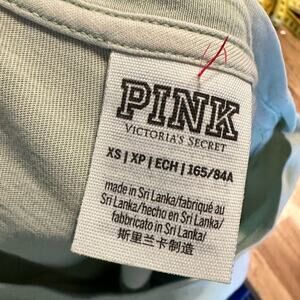 PINK
VICTORIA'S SECRET
XS | XP | ECH | 165/84A
made in Sri Lanka/fabriqué au
Sri Lanka/hecho en Sri Lanka/
fabbricato in Sri Lanka/
斯里兰卡制造